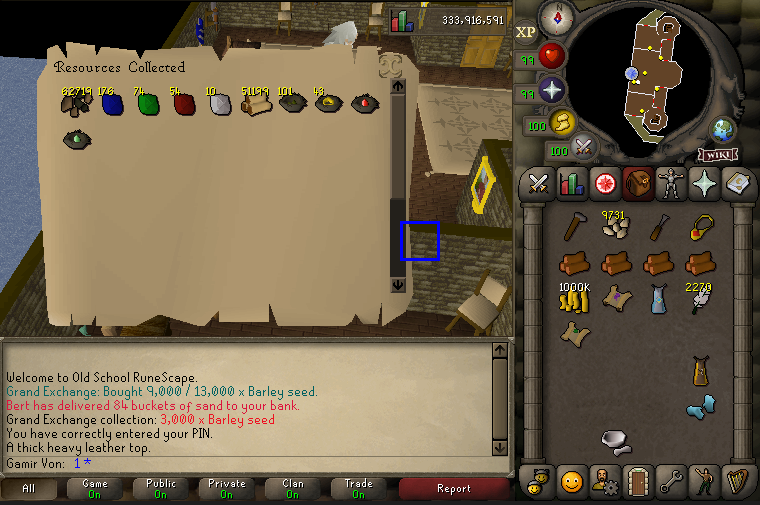 333,916,591
XP
Resources Collected
62719 176 74 54 10 51199 101 43
99
99
100
100
WIKI
9731
1000K 2270
Welcome to Old School RuneScape.
Grand Exchange: Bought 9,000 / 13,000 x Barley seed.
Bert has delivered 84 buckets of sand to your bank.
Grand Exchange collection: 3,000 x Barley seed
You have correctly entered your PIN.
A thick heavy leather top.
Gamir Von: 1*
All
Game
On
Public
On
Private
On
Clan
On
Trade
On
Report